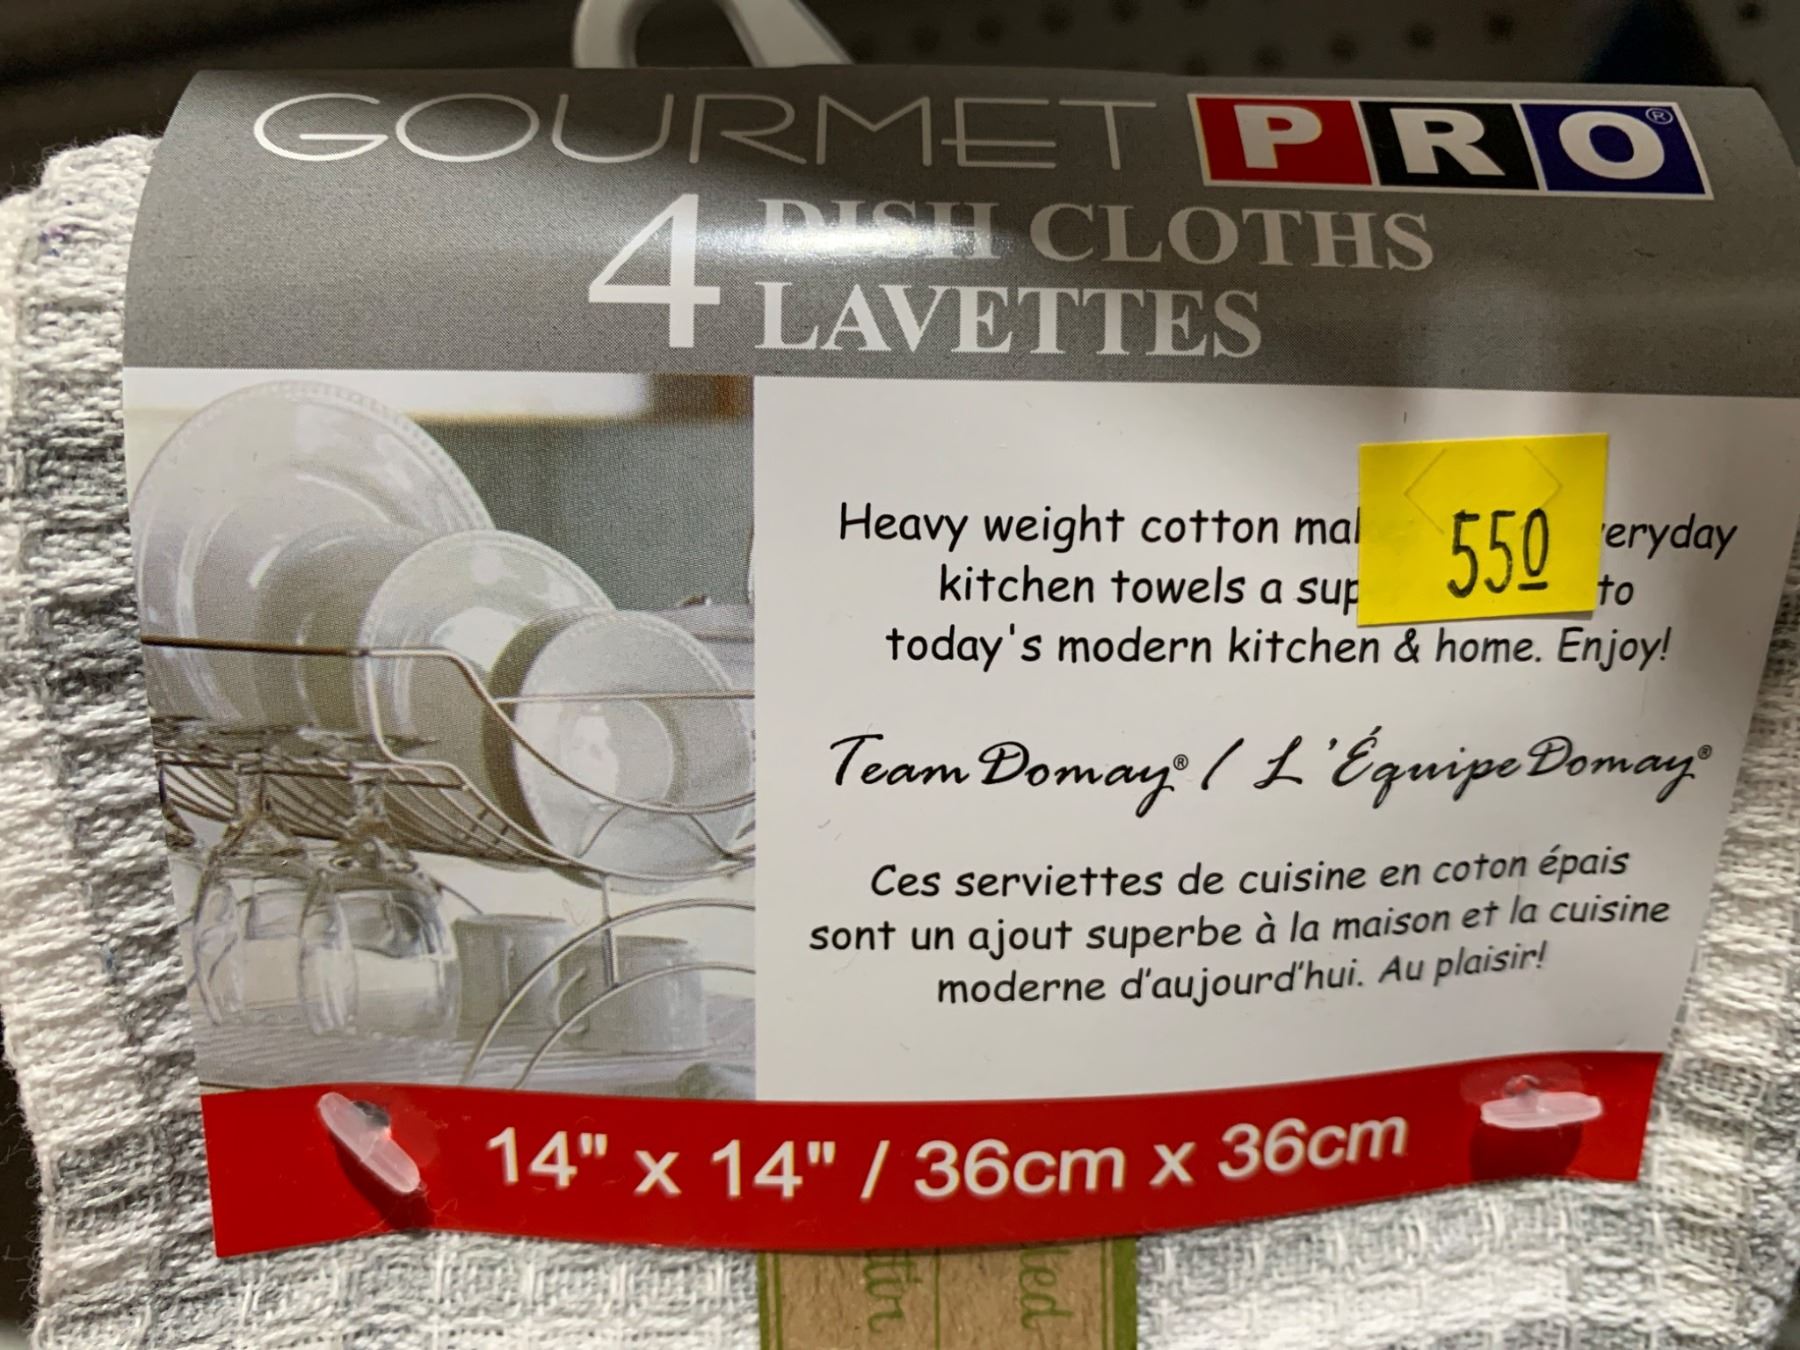 GOURMET PRO®
4 DISH CLOTHS
LAVETTES
Heavy weight cotton eryday
kitchen towels a to
today's modern kitchen & home. Enjoy!
550
Team Domay® / L'Équipe Domay®
Ces serviettes de cuisine en coton épais
sont un ajout superbe à la maison et la cuisine
moderne d'aujourd'hui. Au plaisir!
14" x 14" / 36cm x 36cm